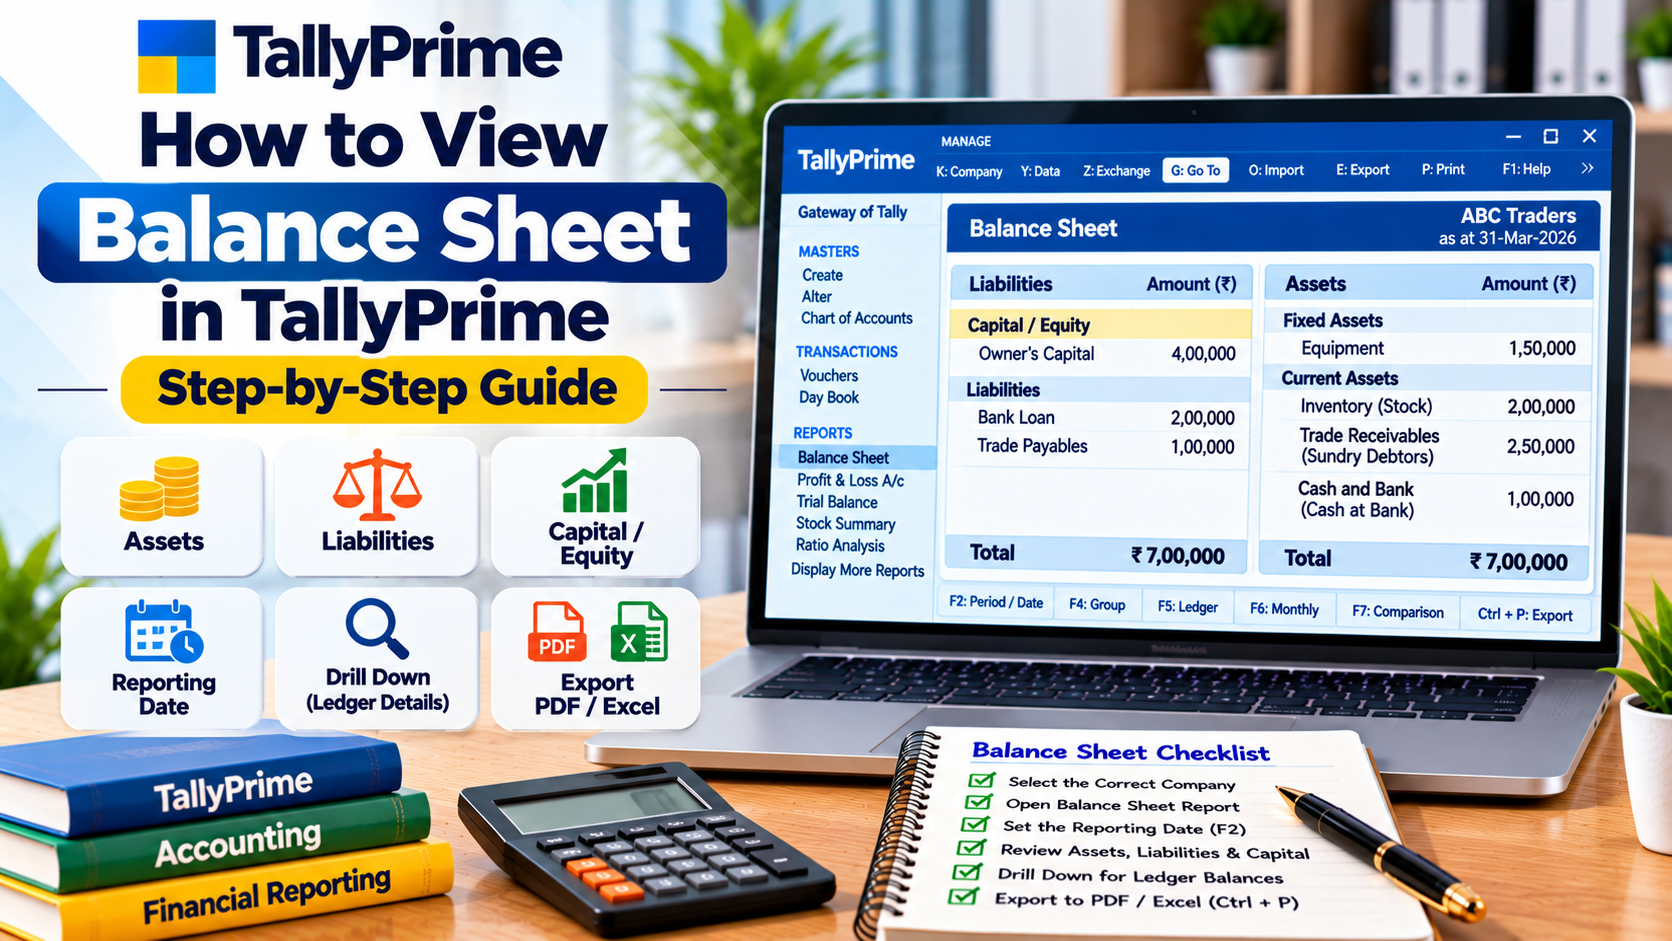 TallyPrime
How to View
Balance Sheet
in TallyPrime
Step-by-Step Guide
Assets
Liabilities
Capital /
Equity
Reporting
Date
Drill Down
(Ledger Details)
PDF
X
Export
PDF / Excel
TallyPrime
Accounting
Financial Reporting
TallyPrime
MANAGE
K: Company Y: Data Z: Exchange G: Go To O: Import E: Export P: Print F1: Help
Gateway of Tally
MASTERS
Create
Alter
Chart of Accounts
TRANSACTIONS
Vouchers
Day Book
REPORTS
Balance Sheet
Profit & Loss A/c
Trial Balance
Stock Summary
Ratio Analysis
Display More Reports
Balance Sheet
ABC Traders
as at 31-Mar-2026
Liabilities Amount (₹)
Capital / Equity
Owner's Capital 4,00,000
Liabilities
Bank Loan 2,00,000
Trade Payables 1,00,000
Total ₹ 7,00,000
Assets Amount (₹)
Fixed Assets
Equipment 1,50,000
Current Assets
Inventory (Stock) 2,00,000
Trade Receivables
(Sundry Debtors) 2,50,000
Cash and Bank
(Cash at Bank) 1,00,000
Total ₹ 7,00,000
F2: Period / Date F4: Group F5: Ledger F6: Monthly F7: Comparison Ctrl + P: Export
Balance Sheet Checklist
Select the Correct Company
Open Balance Sheet Report
Set the Reporting Date (F2)
Review Assets, Liabilities & Capital
Drill Down for Ledger Balances
Export to PDF / Excel (Ctrl + P)